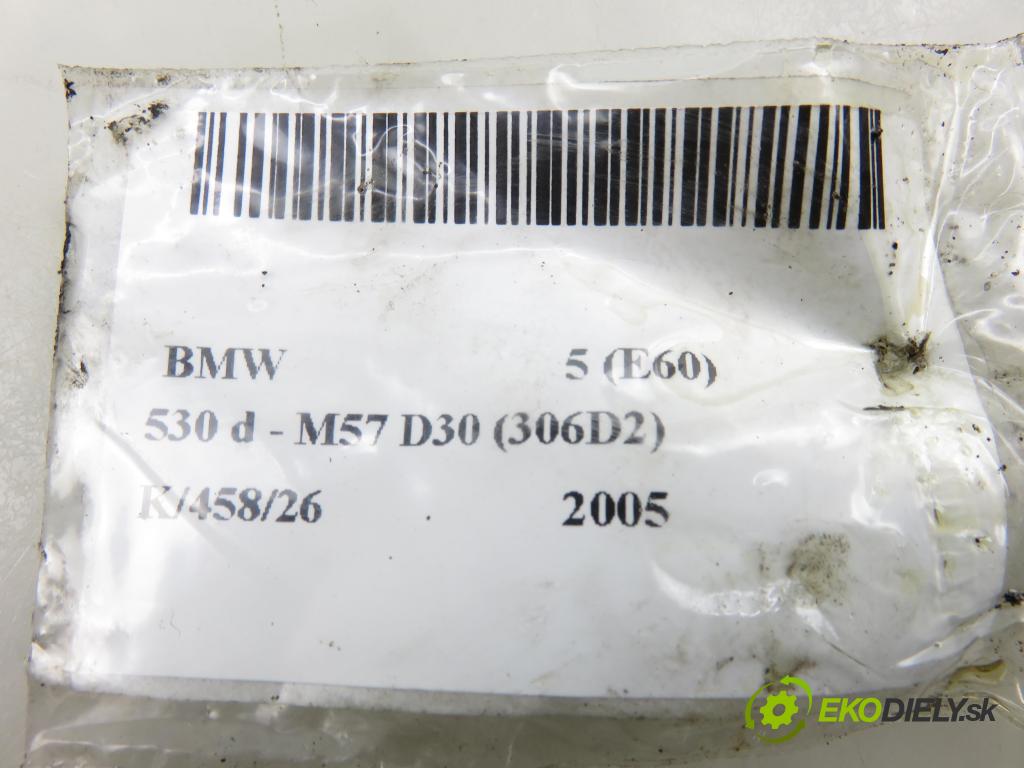 BMW 5 (E60)
530 d - M57 D30 (306D2)
K/458/26 2005
EKODIELY.sk